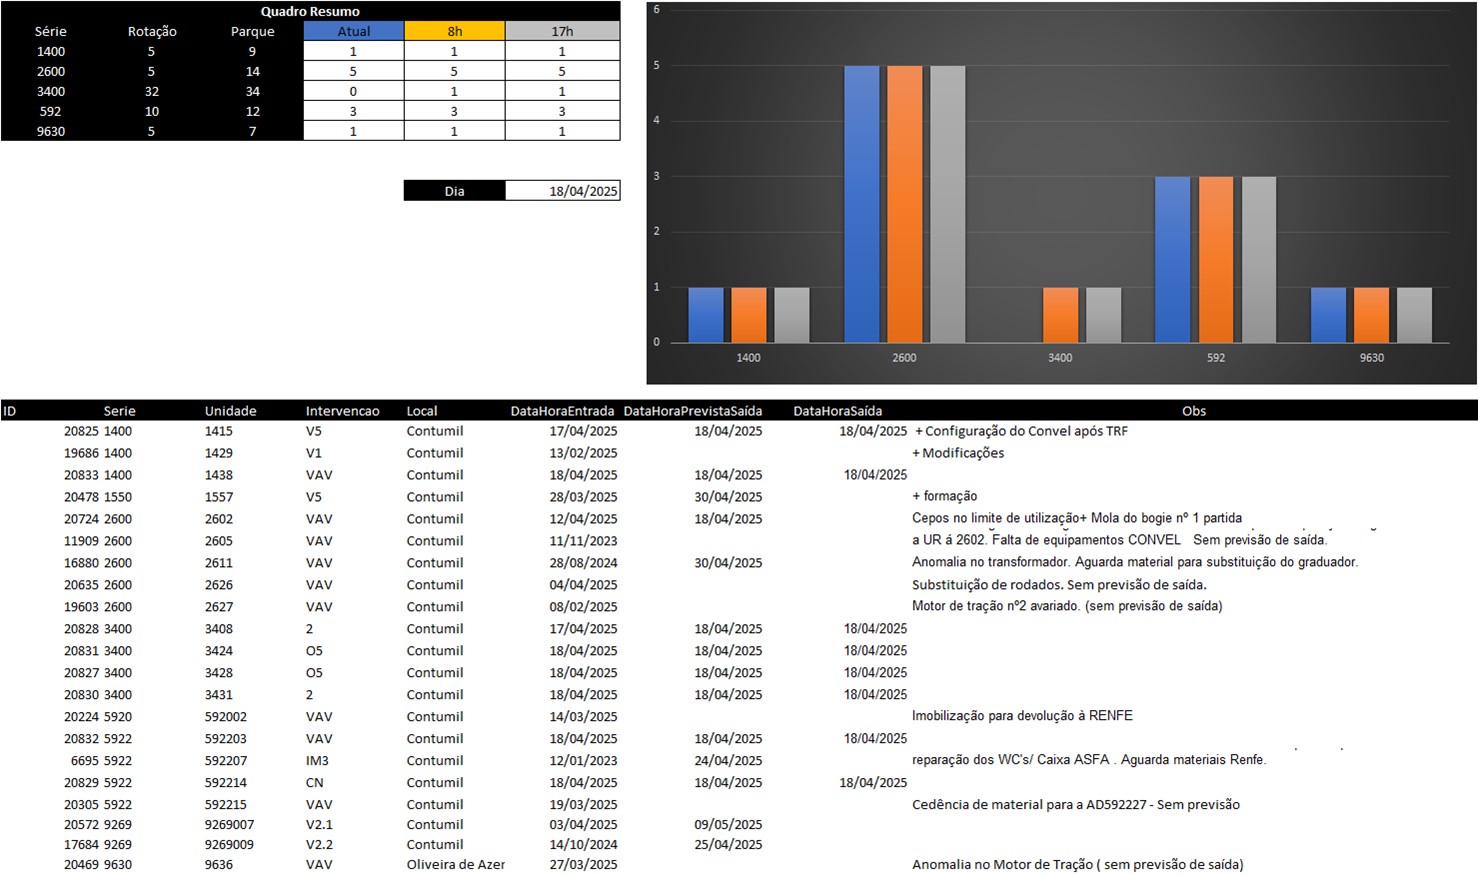 Quadro Resumo
Série Rotação Parque Atual 8h 17h
1400 5 9 1 1 1
2600 5 14 5 5 5
3400 32 34 0 1 1
592 10 12 3 3 3
9630 5 7 1 1 1
Dia 18/04/2025
6
5
4
3
2
1
0
1400 2600 3400 592 9630
ID Serie Unidade Intervencao Local DataHoraEntrada DataHoraPrevistaSaída DataHoraSaída Obs
20825 1400 1415 V5 Contumil 17/04/2025 18/04/2025 18/04/2025 + Configuração do Convel após TRF
19686 1400 1429 V1 Contumil 13/02/2025 + Modificações
20833 1400 1438 VAV Contumil 18/04/2025 18/04/2025 18/04/2025
20478 1550 1557 V5 Contumil 28/03/2025 30/04/2025 + formação
20724 2600 2602 VAV Contumil 12/04/2025 18/04/2025 Cepos no limite de utilização+ Mola do bogie nº 1 partida
11909 2600 2605 VAV Contumil 11/11/2023 a UR á 2602. Falta de equipamentos CONVEL Sem previsão de saída.
16880 2600 2611 VAV Contumil 28/08/2024 30/04/2025 Anomalia no transformador. Aguarda material para substituição do graduador.
20635 2600 2626 VAV Contumil 04/04/2025 Substituição de rodados. Sem previsão de saída.
19603 2600 2627 VAV Contumil 08/02/2025 Motor de tração nº2 avariado. (sem previsão de saída)
20828 3400 3408 2 Contumil 17/04/2025 18/04/2025 18/04/2025
20831 3400 3424 O5 Contumil 18/04/2025 18/04/2025 18/04/2025
20827 3400 3428 O5 Contumil 18/04/2025 18/04/2025 18/04/2025
20830 3400 3431 2 Contumil 18/04/2025 18/04/2025 18/04/2025
20224 5920 592002 VAV Contumil 14/03/2025 Imobilização para devolução à RENFE
20832 5922 592203 VAV Contumil 18/04/2025 18/04/2025 18/04/2025
6695 5922 592207 IM3 Contumil 12/01/2023 24/04/2025 reparação dos WC's/ Caixa ASFA . Aguarda materiais Renfe.
20829 5922 592214 CN Contumil 18/04/2025 18/04/2025 18/04/2025
20305 5922 592215 VAV Contumil 19/03/2025 Cedência de material para a AD592227 - Sem previsão
20572 9269 9269007 V2.1 Contumil 03/04/2025 09/05/2025
17684 9269 9269009 V2.2 Contumil 14/10/2024 25/04/2025
20469 9630 9636 VAV Oliveira de Azer 27/03/2025 Anomalia no Motor de Tração ( sem previsão de saída)